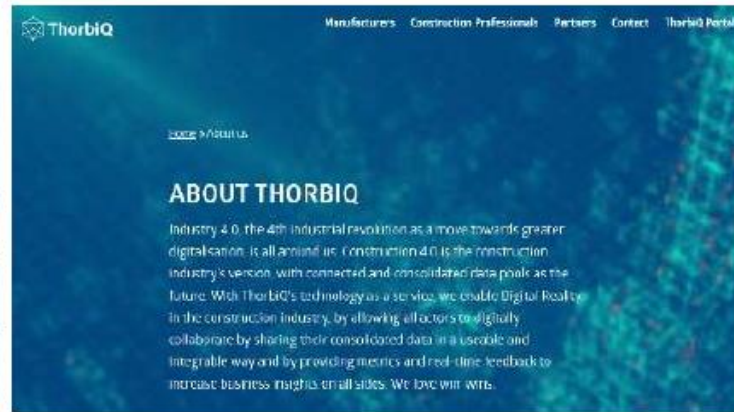 ThorbiQ
Manufacturers Construction Professionals Partners Contact ThorbiQ Portal
Home » About us
ABOUT THORBIQ
Industry 4.0, the 4th industrial revolution as a move towards greater
digitalisation, is all around us. Construction 4.0 is the construction
industry's version, with connected and consolidated data pools as the
future. With ThorbiQ's technology as a service, we enable Digital Reality
in the construction industry, by allowing all actors to digitally
collaborate by sharing their consolidated data in a useable and
integrable way and by providing metrics and real-time feedback to
increase business insights on all sides. We love win-wins.